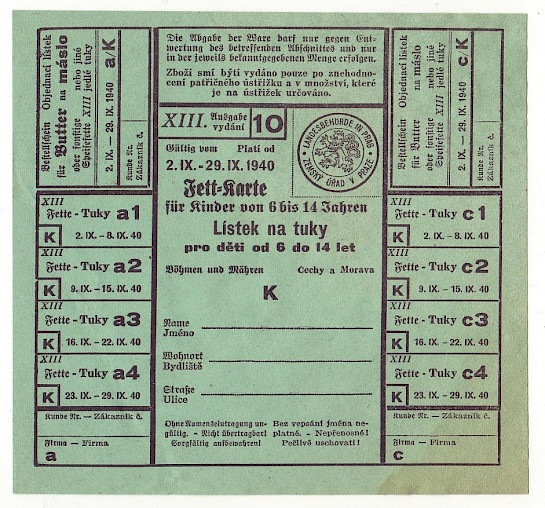 Bestellschein Objednací lístek
für Butter na máslo
oder sonstige nebo jiné
Speisefette XIII jedlé tuky
2. IX. – 29. IX. 1940 a/K
Kunde Nr.
Zákazník č.
XIII
Fette - Tuky a1
K 2. IX. – 8. IX. 40
XIII
Fette - Tuky a2
K 9. IX. – 15. IX. 40
XIII
Fette - Tuky a3
K 16. IX. – 22. IX. 40
XIII
Fette - Tuky a4
K 23. IX. – 29. IX. 40
Kunde Nr. — Zákazník č.
Firma — Firma
a
Die Abgabe der Ware darf nur gegen Ent-
wertung des betreffenden Abschnittes und nur
in der jeweils bekanntgegebenen Menge erfolgen.
Zboží smí býti vydáno pouze po znehodno-
cení patřičného ústřižku a v množství, které
je na ústřižek určováno.
XIII. Ausgabe 10
vydání
LANDESBEHÖRDE IN PRAG
ZEMSKÝ ÚŘAD V PRAZE
Gültig vom Platí od
2. IX. - 29. IX. 1940
Fett-Karte
für Kinder von 6 bis 14 Jahren
Lístek na tuky
pro děti od 6 do 14 let
Böhmen und Mähren Cechy a Morava
K
Name
Jméno
Wohnort
Bydliště
Straße
Ulice
Ohne Namenseintragung un- Bez vepsání jména ne-
gültig. - Nicht übertragbar! platné. - Nepřenosné!
Sorgfältig aufbewahren! Pečlivě uschovati!
Bestellschein Objednací lístek
für Butter na máslo
oder sonstige nebo jiné
Speisefette XIII jedlé tuky
2. IX. – 29. IX. 1940 c/K
Kunde Nr.
Zákazník č.
XIII
Fette - Tuky c1
K 2. IX. – 8. IX. 40
XIII
Fette - Tuky c2
K 9. IX. – 15. IX. 40
XIII
Fette - Tuky c3
K 16. IX. – 22. IX. 40
XIII
Fette - Tuky c4
K 23. IX. – 29. IX. 40
Kunde Nr. — Zákazník č.
Firma — Firma
c